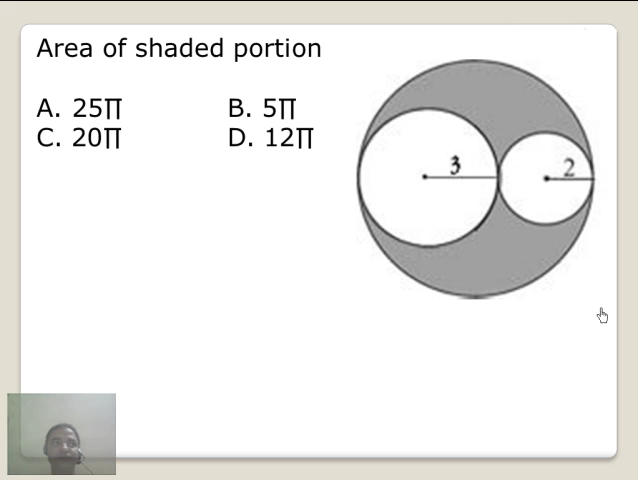 Area of shaded portion
A. 25∏ B. 5∏
C. 20∏ D. 12∏
3 2